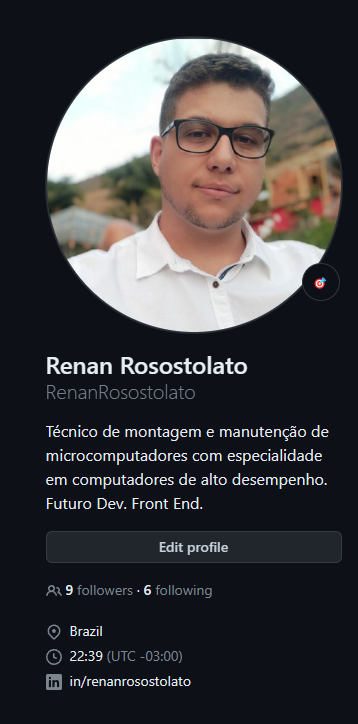 Renan Rosostolato
RenanRosostolato
Técnico de montagem e manutenção de
microcomputadores com especialidade
em computadores de alto desempenho.
Futuro Dev. Front End.
Edit profile
9 followers · 6 following
Brazil
22:39 (UTC -03:00)
in/renanrosostolato